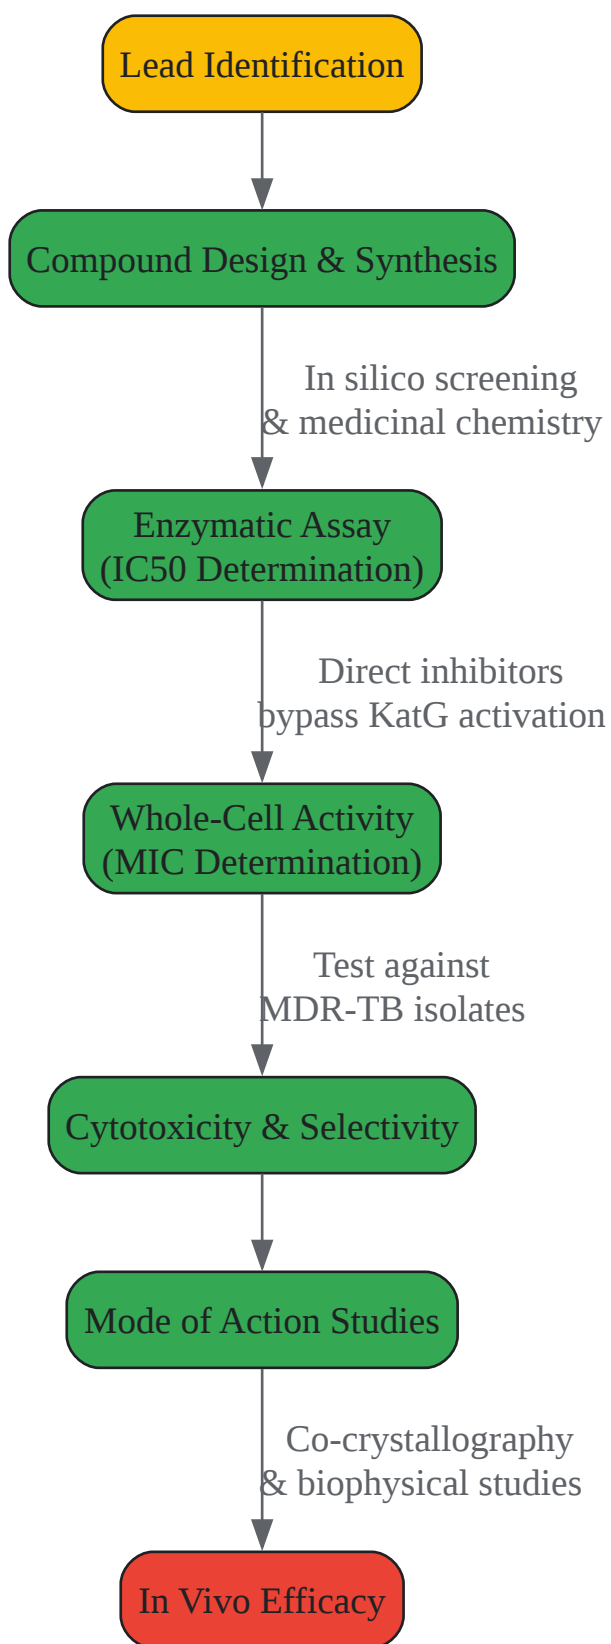 Lead Identification
Compound Design & Synthesis
In silico screening
& medicinal chemistry
Enzymatic Assay
(IC50 Determination)
Direct inhibitors
bypass KatG activation
Whole-Cell Activity
(MIC Determination)
Test against
MDR-TB isolates
Cytotoxicity & Selectivity
Mode of Action Studies
Co-crystallography
& biophysical studies
In Vivo Efficacy